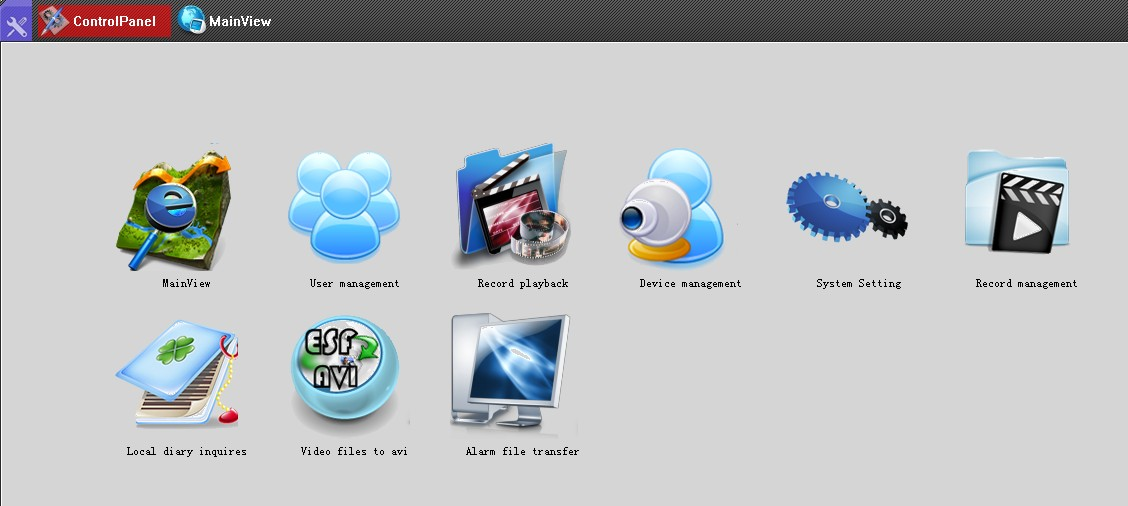 ControlPanel
MainView
MainView
User management
Record playback
Device management
System Setting
Record management
ESF
AVI
Local diary inquires
Video files to avi
Alarm file transfer